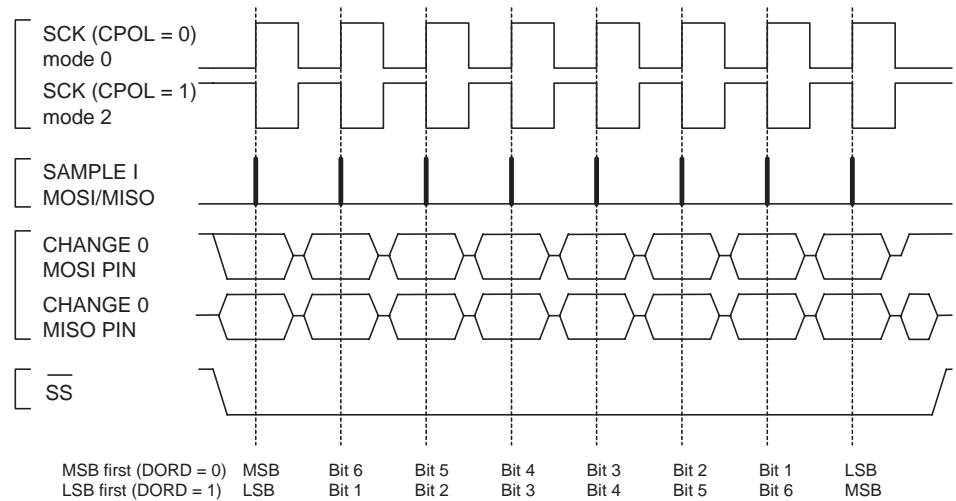 SCK (CPOL = 0)
mode 0
SCK (CPOL = 1)
mode 2
SAMPLE I
MOSI/MISO
CHANGE 0
MOSI PIN
CHANGE 0
MISO PIN
SS
MSB first (DORD = 0) MSB Bit 6 Bit 5 Bit 4 Bit 3 Bit 2 Bit 1 LSB
LSB first (DORD = 1) LSB Bit 1 Bit 2 Bit 3 Bit 4 Bit 5 Bit 6 MSB